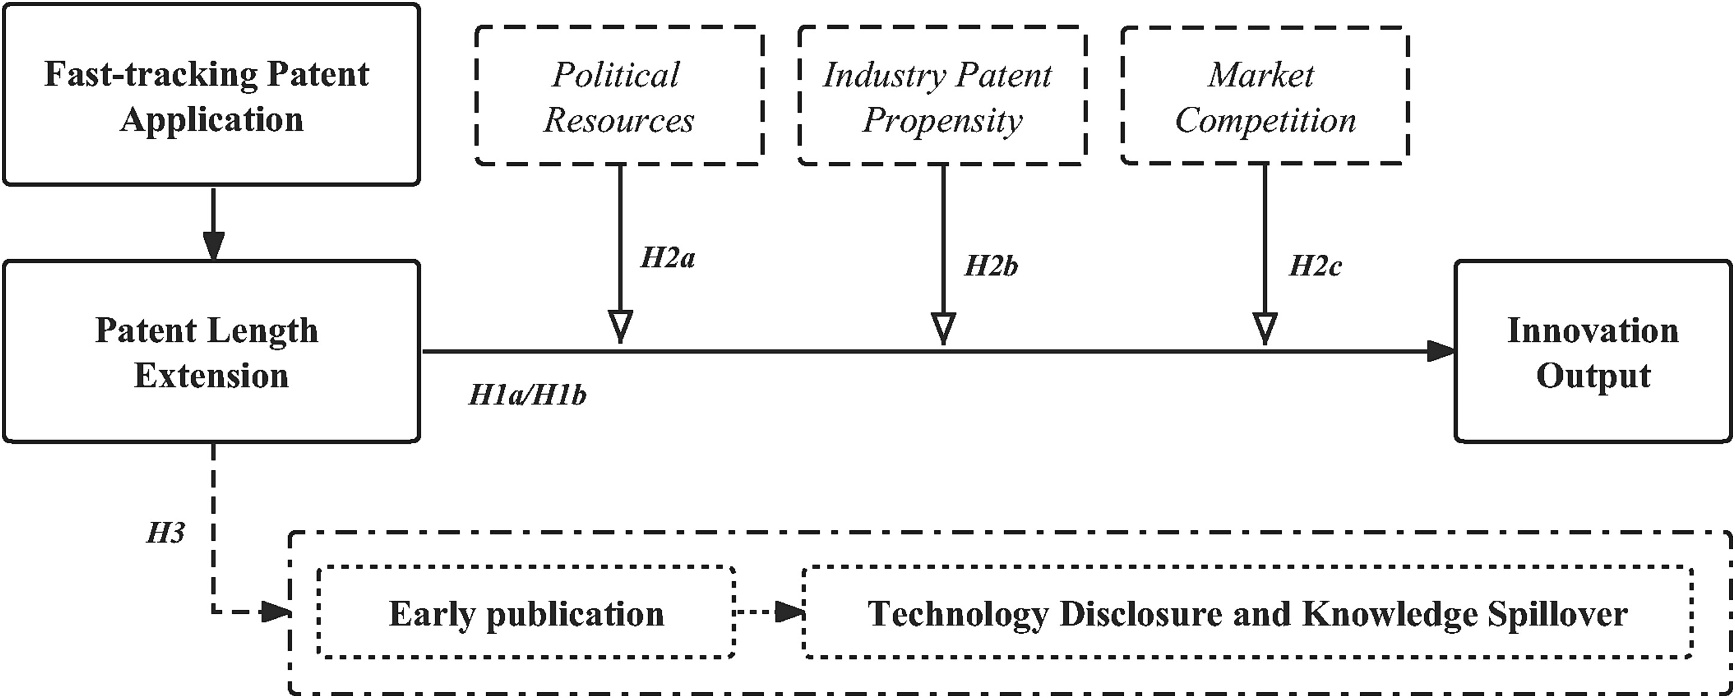 Fast-tracking Patent
Application
Political
Resources
Industry Patent
Propensity
Market
Competition
H2a
H2b
H2c
Patent Length
Extension
H1a/H1b
Innovation
Output
H3
Early publication
Technology Disclosure and Knowledge Spillover